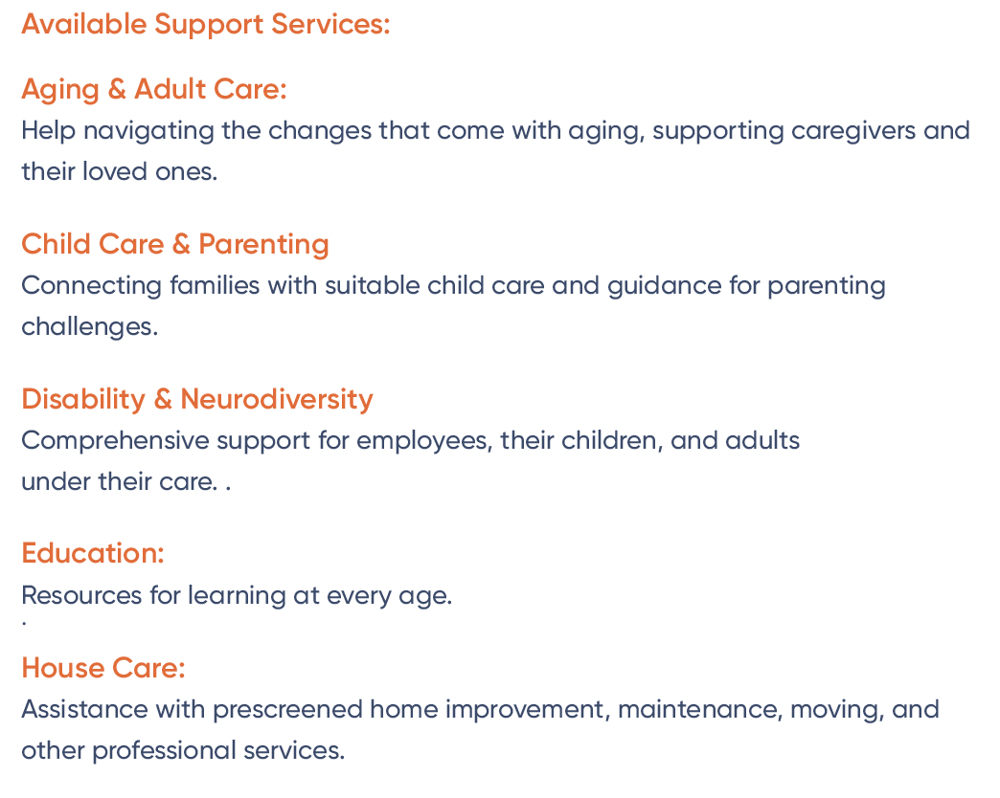 Available Support Services:
Aging & Adult Care:
Help navigating the changes that come with aging, supporting caregivers and
their loved ones.
Child Care & Parenting
Connecting families with suitable child care and guidance for parenting
challenges.
Disability & Neurodiversity
Comprehensive support for employees, their children, and adults
under their care. .
Education:
Resources for learning at every age.
.
House Care:
Assistance with prescreened home improvement, maintenance, moving, and
other professional services.